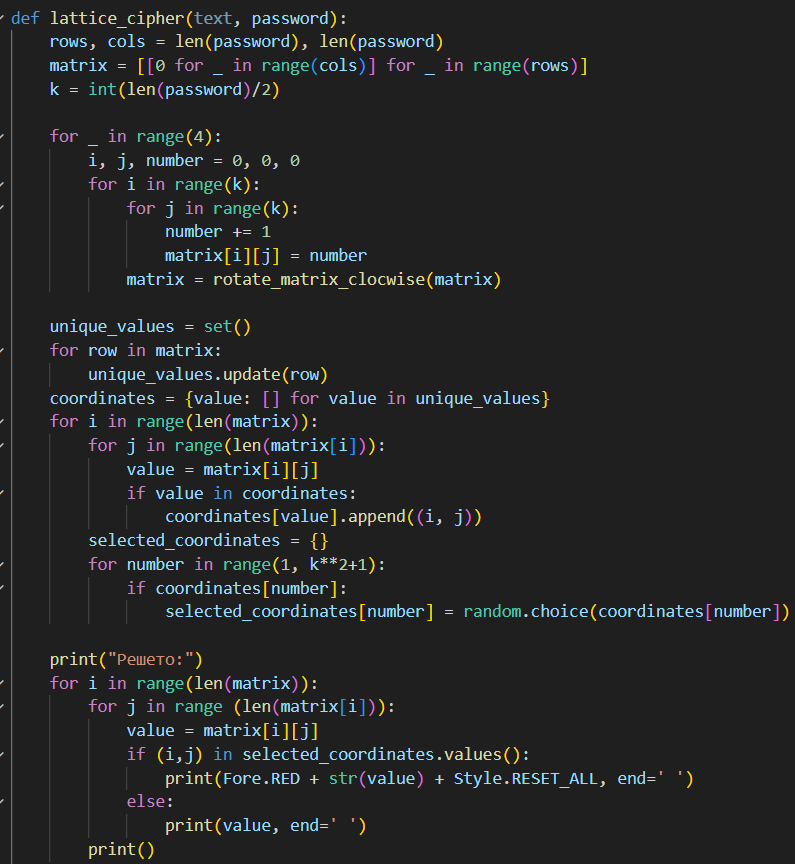 def lattice_cipher(text, password):
    rows, cols = len(password), len(password)
    matrix = [[0 for _ in range(cols)] for _ in range(rows)]
    k = int(len(password)/2)

    for _ in range(4):
        i, j, number = 0, 0, 0
        for i in range(k):
            for j in range(k):
                number += 1
                matrix[i][j] = number
            matrix = rotate_matrix_clocwise(matrix)

    unique_values = set()
    for row in matrix:
        unique_values.update(row)
    coordinates = {value: [] for value in unique_values}
    for i in range(len(matrix)):
        for j in range(len(matrix[i])):
            value = matrix[i][j]
            if value in coordinates:
                coordinates[value].append((i, j))
        selected_coordinates = {}
        for number in range(1, k**2+1):
            if coordinates[number]:
                selected_coordinates[number] = random.choice(coordinates[number])

    print("Решето:")
    for i in range(len(matrix)):
        for j in range (len(matrix[i])):
            value = matrix[i][j]
            if (i,j) in selected_coordinates.values():
                print(Fore.RED + str(value) + Style.RESET_ALL, end=' ')
            else:
                print(value, end=' ')
        print()